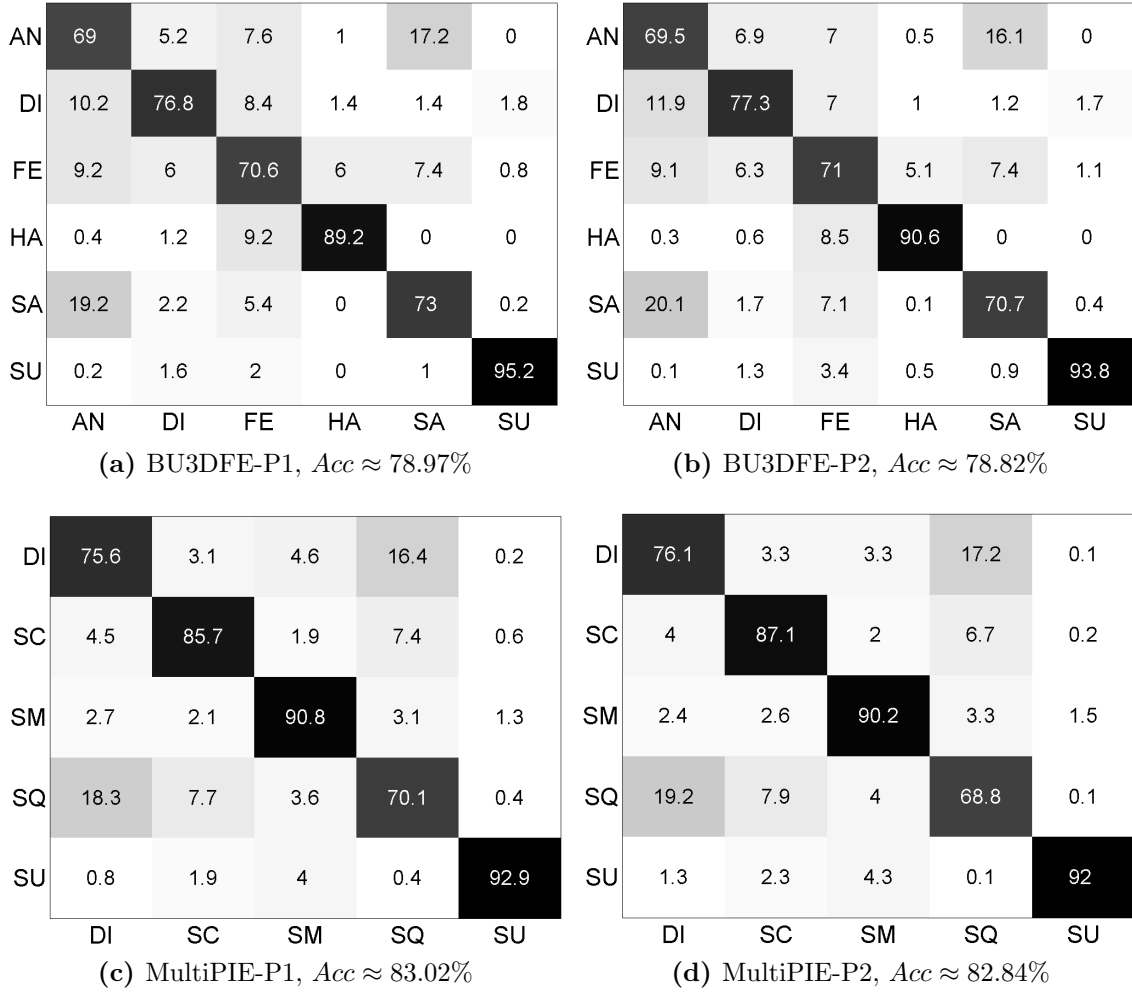 AN 69 5.2 7.6 1 17.2 0
DI 10.2 76.8 8.4 1.4 1.4 1.8
FE 9.2 6 70.6 6 7.4 0.8
HA 0.4 1.2 9.2 89.2 0 0
SA 19.2 2.2 5.4 0 73 0.2
SU 0.2 1.6 2 0 1 95.2
AN DI FE HA SA SU
(a) BU3DFE-P1, Acc ≈ 78.97%
AN 69.5 6.9 7 0.5 16.1 0
DI 11.9 77.3 7 1 1.2 1.7
FE 9.1 6.3 71 5.1 7.4 1.1
HA 0.3 0.6 8.5 90.6 0 0
SA 20.1 1.7 7.1 0.1 70.7 0.4
SU 0.1 1.3 3.4 0.5 0.9 93.8
AN DI FE HA SA SU
(b) BU3DFE-P2, Acc ≈ 78.82%
DI 75.6 3.1 4.6 16.4 0.2
SC 4.5 85.7 1.9 7.4 0.6
SM 2.7 2.1 90.8 3.1 1.3
SQ 18.3 7.7 3.6 70.1 0.4
SU 0.8 1.9 4 0.4 92.9
DI SC SM SQ SU
(c) MultiPIE-P1, Acc ≈ 83.02%
DI 76.1 3.3 3.3 17.2 0.1
SC 4 87.1 2 6.7 0.2
SM 2.4 2.6 90.2 3.3 1.5
SQ 19.2 7.9 4 68.8 0.1
SU 1.3 2.3 4.3 0.1 92
DI SC SM SQ SU
(d) MultiPIE-P2, Acc ≈ 82.84%